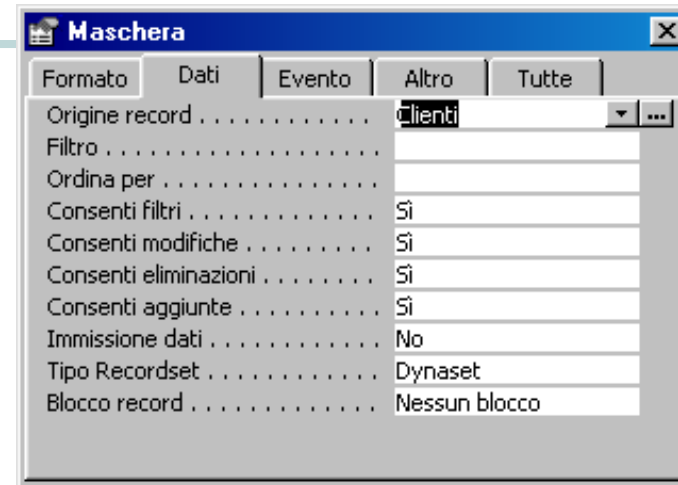 Maschera
Formato Dati Evento Altro Tutte
Origine record . . . . . . . . . . . . Clienti
Filtro . . . . . . . . . . . . . . . . . . .
Ordina per . . . . . . . . . . . . . . .
Consenti filtri . . . . . . . . . . . . . Sì
Consenti modifiche . . . . . . . . . Sì
Consenti eliminazioni . . . . . . . . Sì
Consenti aggiunte . . . . . . . . . . Sì
Immissione dati . . . . . . . . . . . . No
Tipo Recordset . . . . . . . . . . . . Dynaset
Blocco record . . . . . . . . . . . . . Nessun blocco